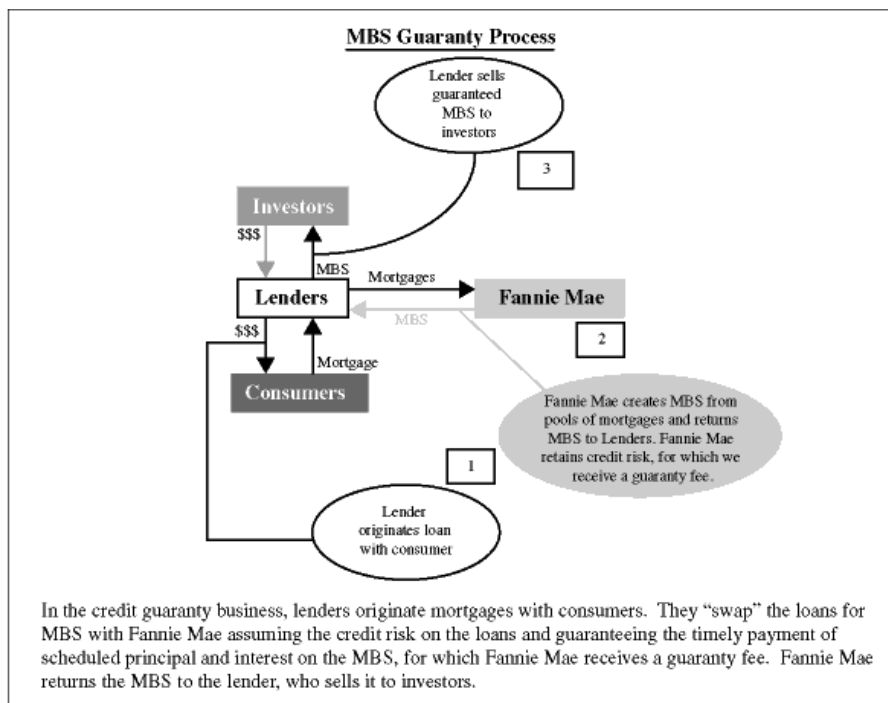 MBS Guaranty Process
Lender sells
guaranteed
MBS to
investors
3
Investors
$$$
MBS
Mortgages
Lenders
Fannie Mae
MBS
$$$
2
Mortgage
Consumers
Fannie Mae creates MBS from
pools of mortgages and returns
MBS to Lenders. Fannie Mae
retains credit risk, for which we
receive a guaranty fee.
1
Lender
originates loan
with consumer
In the credit guaranty business, lenders originate mortgages with consumers. They “swap” the loans for
MBS with Fannie Mae assuming the credit risk on the loans and guaranteeing the timely payment of
scheduled principal and interest on the MBS, for which Fannie Mae receives a guaranty fee. Fannie Mae
returns the MBS to the lender, who sells it to investors.